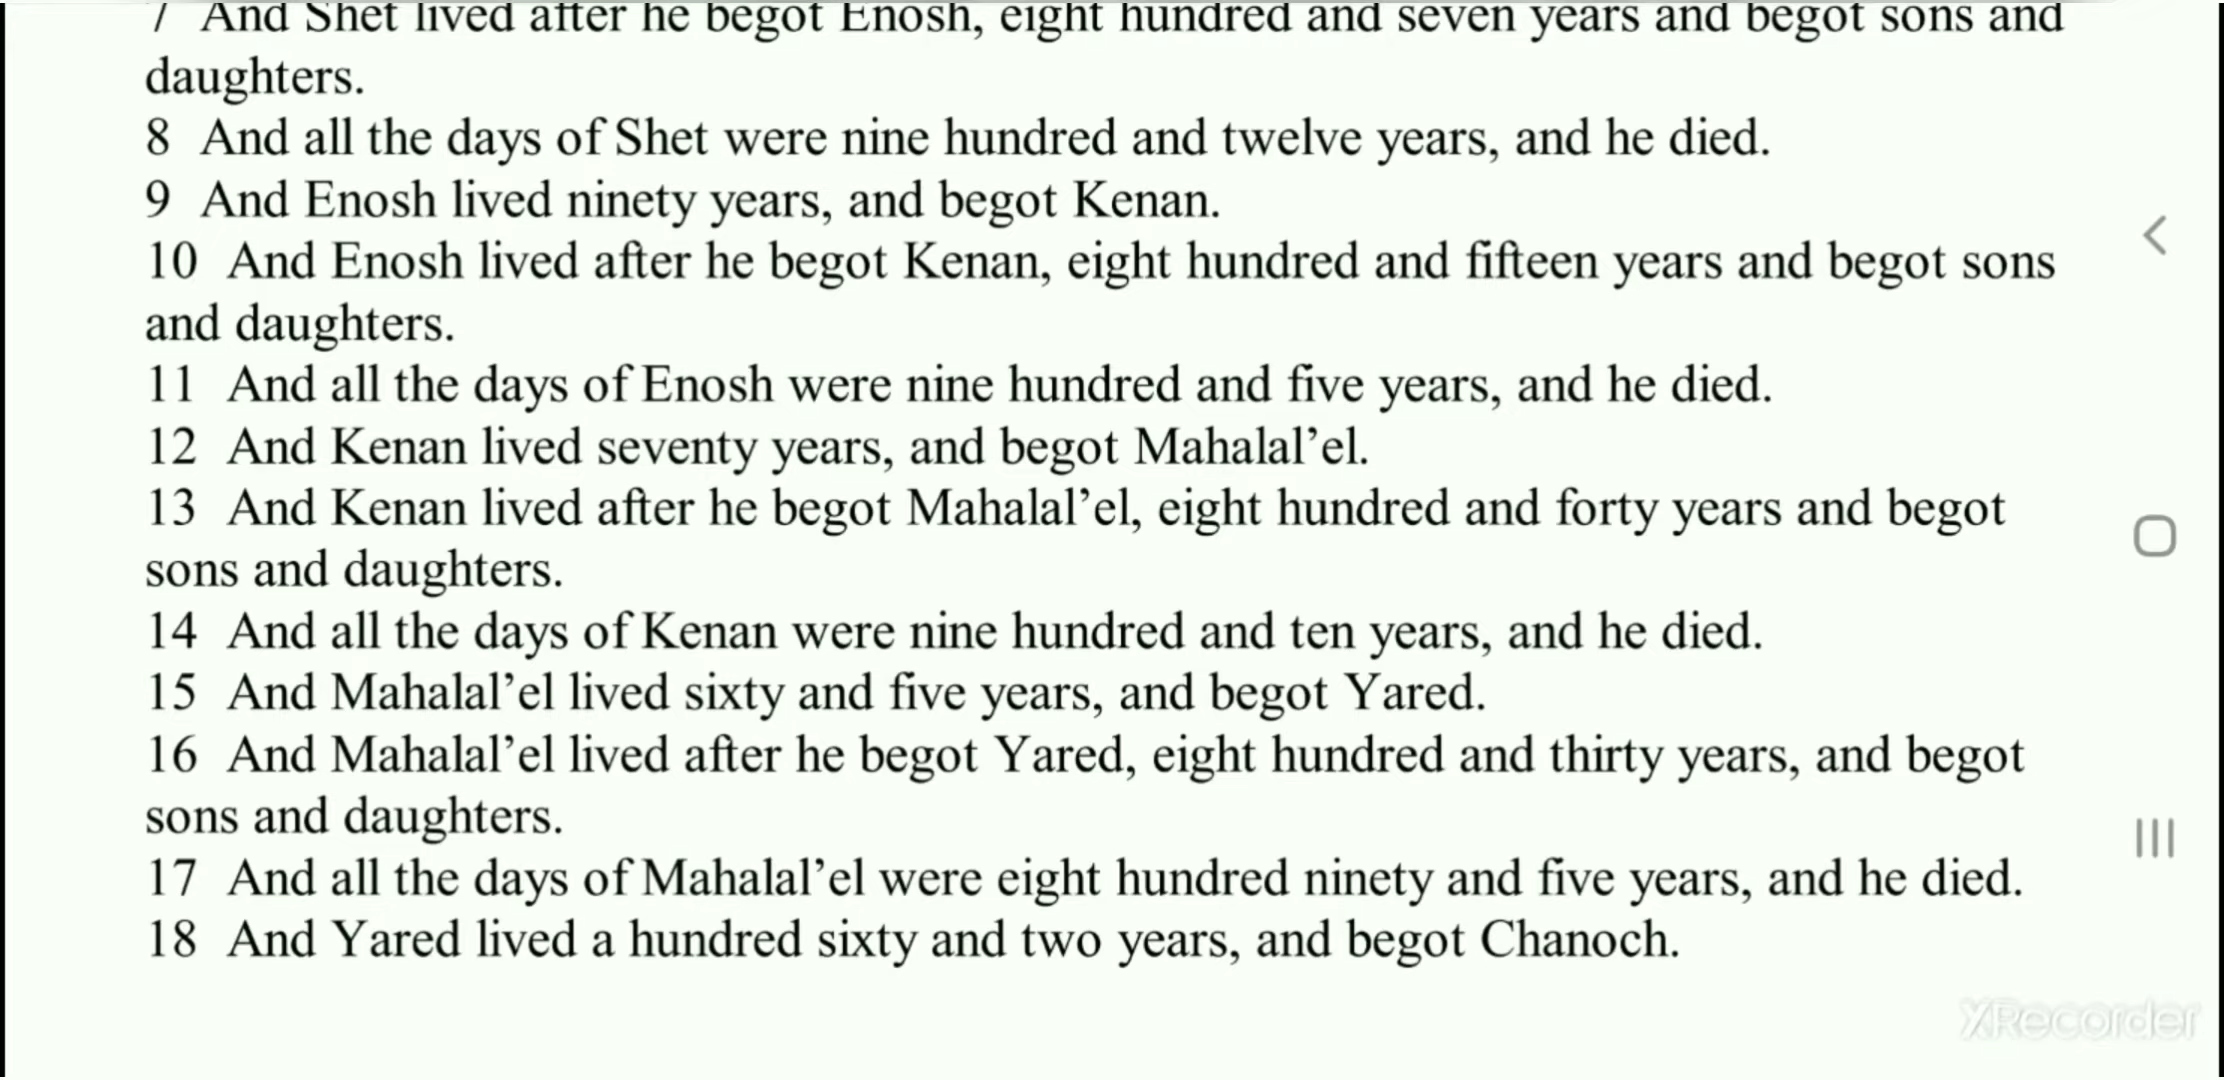 7 And Shet lived after he begot Enosh, eight hundred and seven years and begot sons and
daughters.
8 And all the days of Shet were nine hundred and twelve years, and he died.
9 And Enosh lived ninety years, and begot Kenan.
10 And Enosh lived after he begot Kenan, eight hundred and fifteen years and begot sons
and daughters.
11 And all the days of Enosh were nine hundred and five years, and he died.
12 And Kenan lived seventy years, and begot Mahalal’el.
13 And Kenan lived after he begot Mahalal’el, eight hundred and forty years and begot
sons and daughters.
14 And all the days of Kenan were nine hundred and ten years, and he died.
15 And Mahalal’el lived sixty and five years, and begot Yared.
16 And Mahalal’el lived after he begot Yared, eight hundred and thirty years, and begot
sons and daughters.
17 And all the days of Mahalal’el were eight hundred ninety and five years, and he died.
18 And Yared lived a hundred sixty and two years, and begot Chanoch.
XRecorder